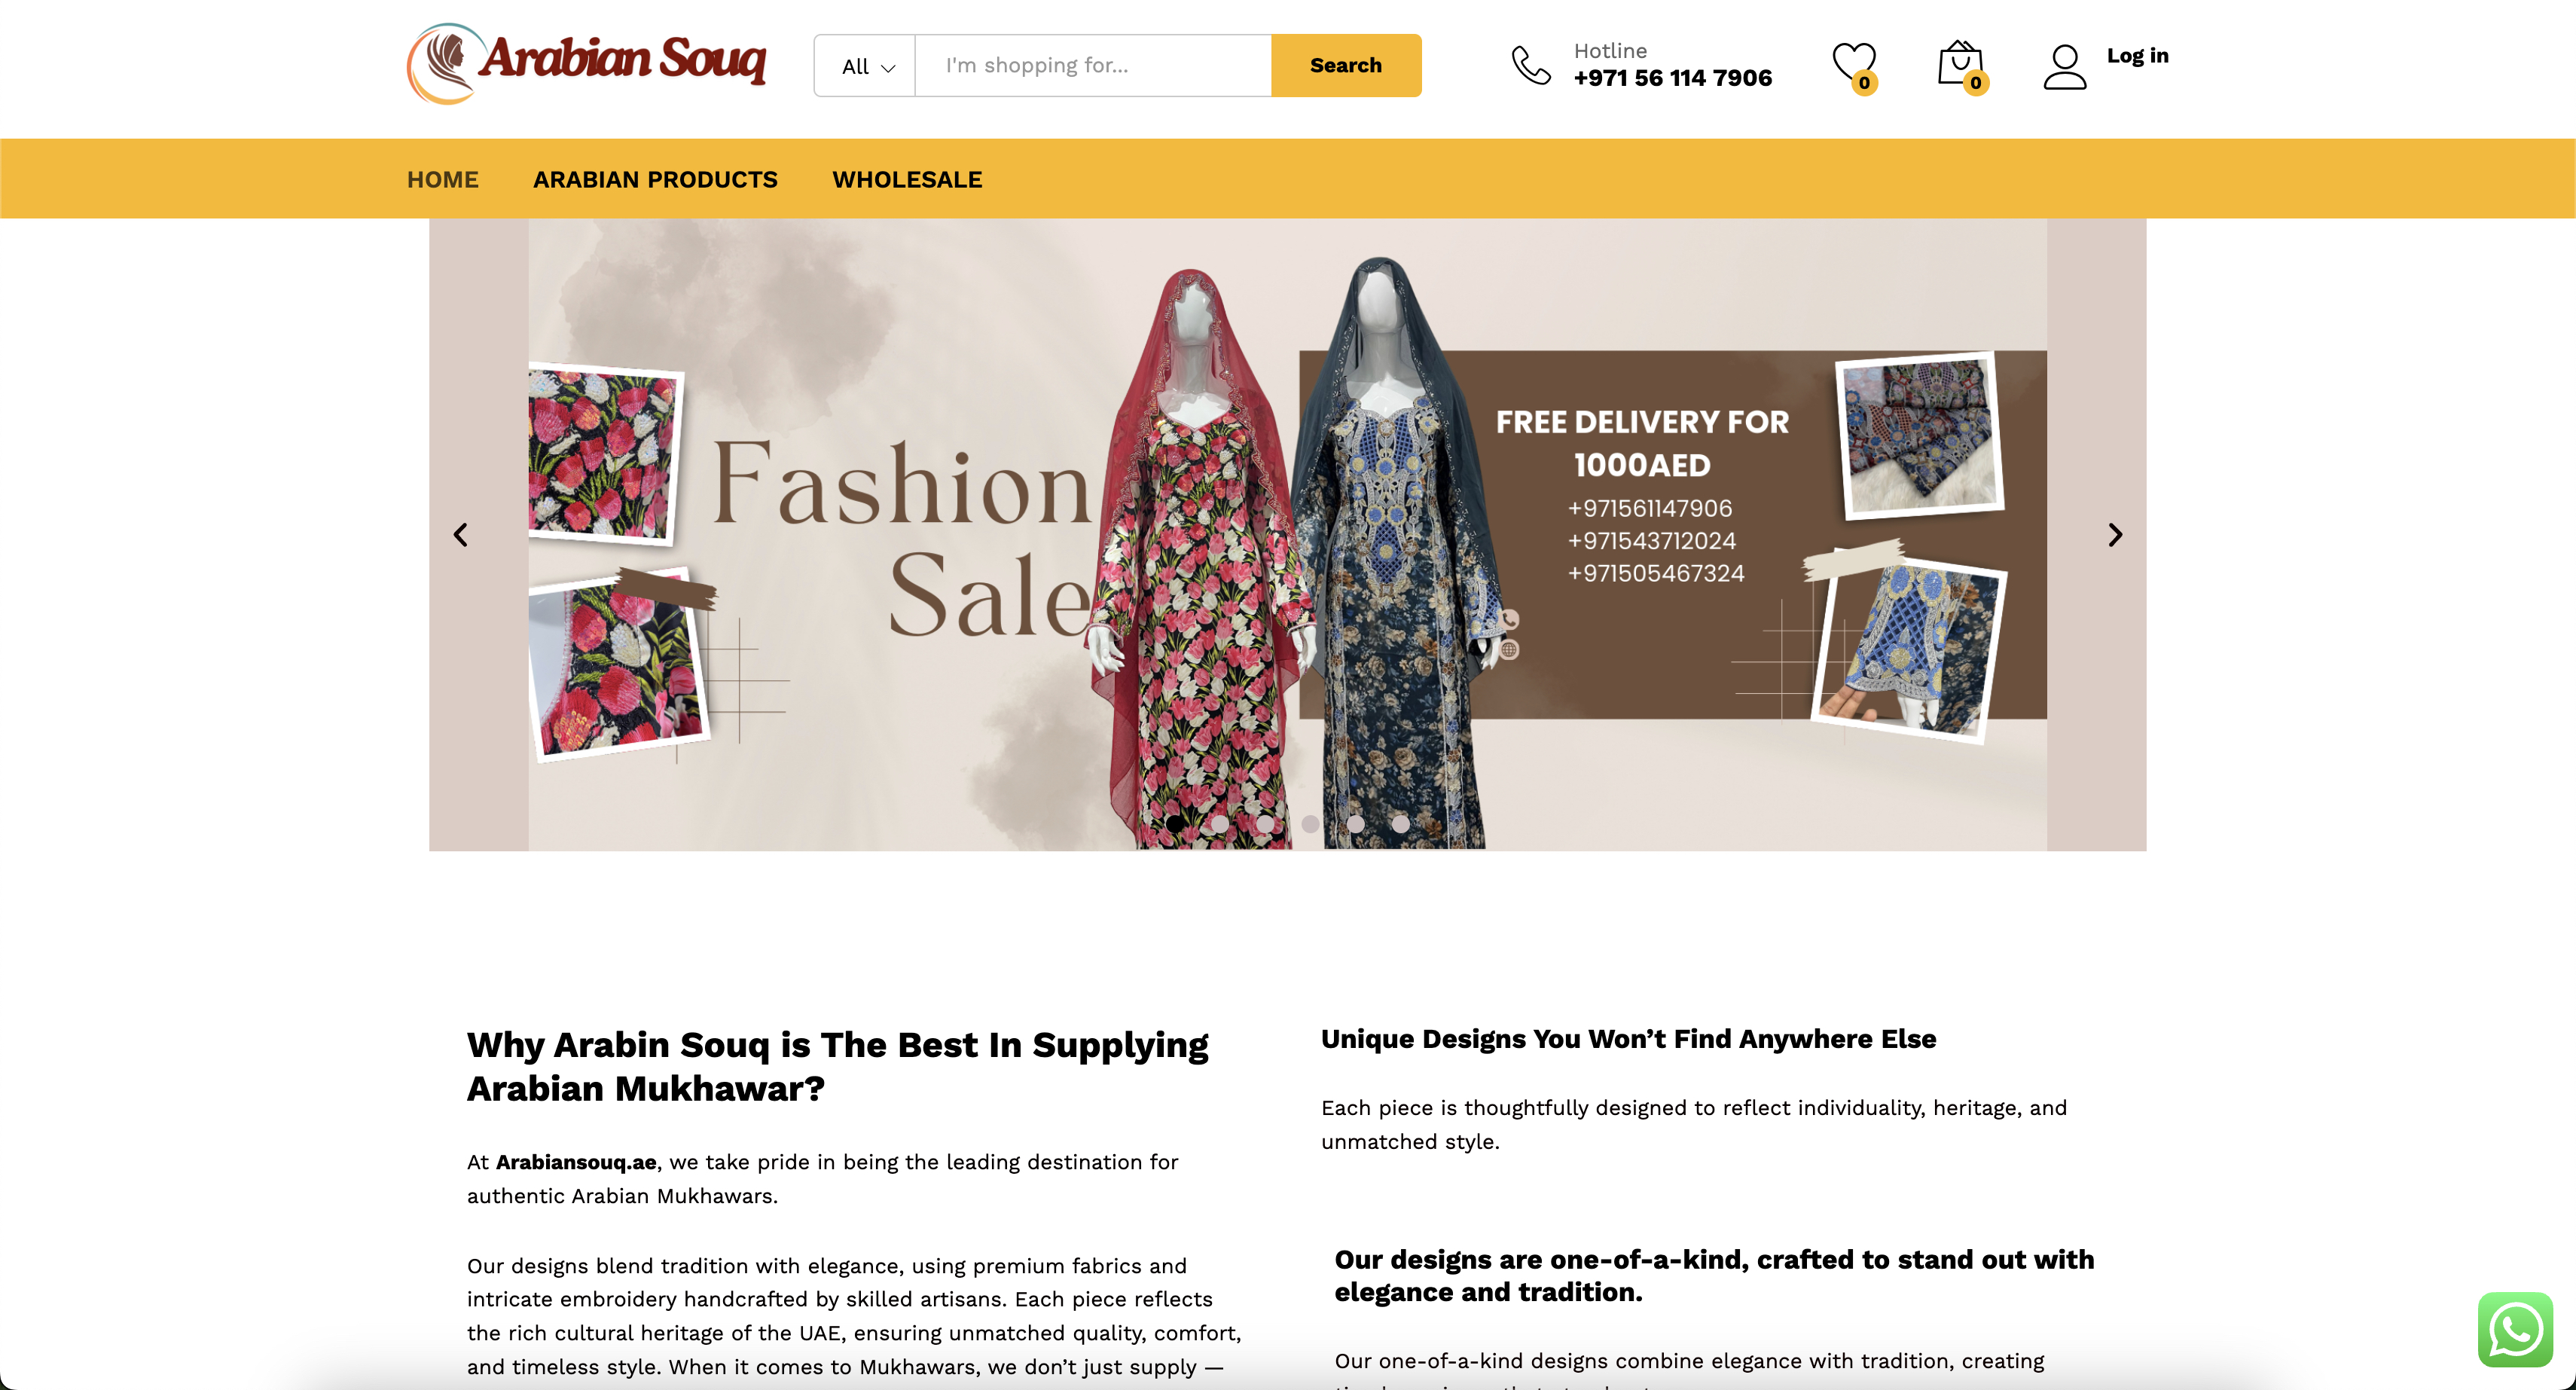 Arabian Souq
All
I'm shopping for...
Search
Hotline
+971 56 114 7906
0
0
Log in
HOME
ARABIAN PRODUCTS
WHOLESALE
Fashion
Sale
FREE DELIVERY FOR
1000AED
+971561147906
+971543712024
+971505467324
Why Arabin Souq is The Best In Supplying
Arabian Mukhawar?
At Arabiansouq.ae, we take pride in being the leading destination for
authentic Arabian Mukhawars.
Our designs blend tradition with elegance, using premium fabrics and
intricate embroidery handcrafted by skilled artisans. Each piece reflects
the rich cultural heritage of the UAE, ensuring unmatched quality, comfort,
and timeless style. When it comes to Mukhawars, we don’t just supply —
Unique Designs You Won’t Find Anywhere Else
Each piece is thoughtfully designed to reflect individuality, heritage, and
unmatched style.
Our designs are one-of-a-kind, crafted to stand out with
elegance and tradition.
Our one-of-a-kind designs combine elegance with tradition, creating